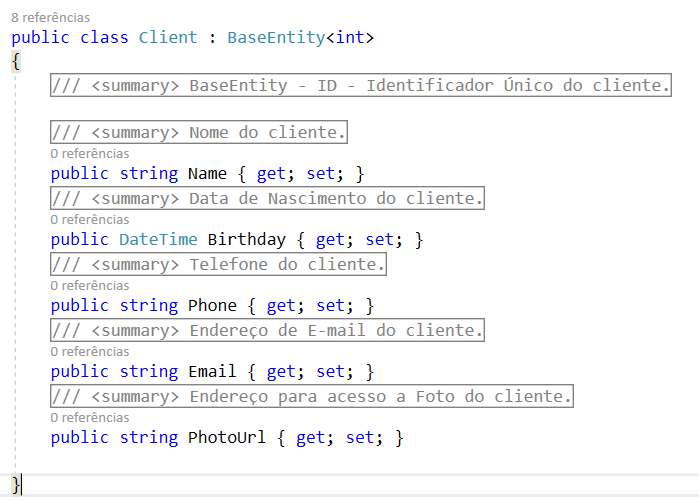 8 referências
public class Client : BaseEntity<int>
{
/// <summary> BaseEntity - ID - Identificador Único do cliente.
/// <summary> Nome do cliente.
0 referências
public string Name { get; set; }
/// <summary> Data de Nascimento do cliente.
0 referências
public DateTime Birthday { get; set; }
/// <summary> Telefone do cliente.
0 referências
public string Phone { get; set; }
/// <summary> Endereço de E-mail do cliente.
0 referências
public string Email { get; set; }
/// <summary> Endereço para acesso a Foto do cliente.
0 referências
public string PhotoUrl { get; set; }
}